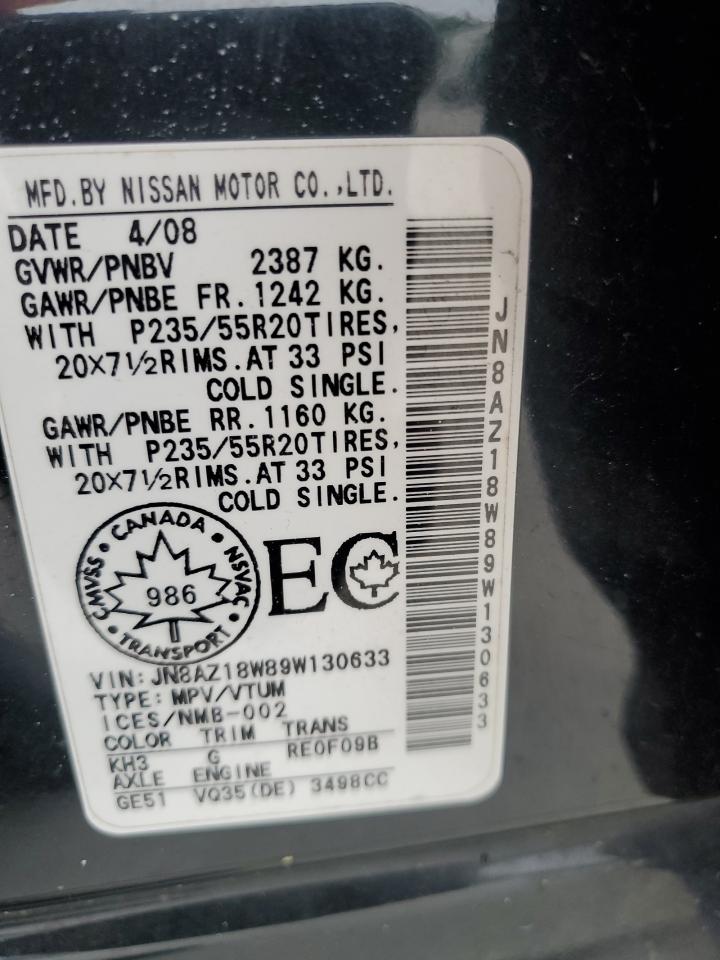 MFD.BY NISSAN MOTOR CO.,LTD.
DATE 4/08
GVWR/PNBV 2387 KG.
GAWR/PNBE FR.1242 KG.
WITH P235/55R20TIRES,
20X7½RIMS.AT 33 PSI
COLD SINGLE.
GAWR/PNBE RR.1160 KG.
WITH P235/55R20TIRES,
20X7½RIMS.AT 33 PSI
COLD SINGLE.
CANADA
CMVSS
NSVAC
986
TRANSPORT
EC
VIN:JN8AZ18W89W130633
TYPE:MPV/VTUM
ICES/NMB-002
COLOR TRIM TRANS
KH3 G RE0F09B
AXLE ENGINE
GE51 VQ35(DE) 3498CC
JN8AZ18W89W130633